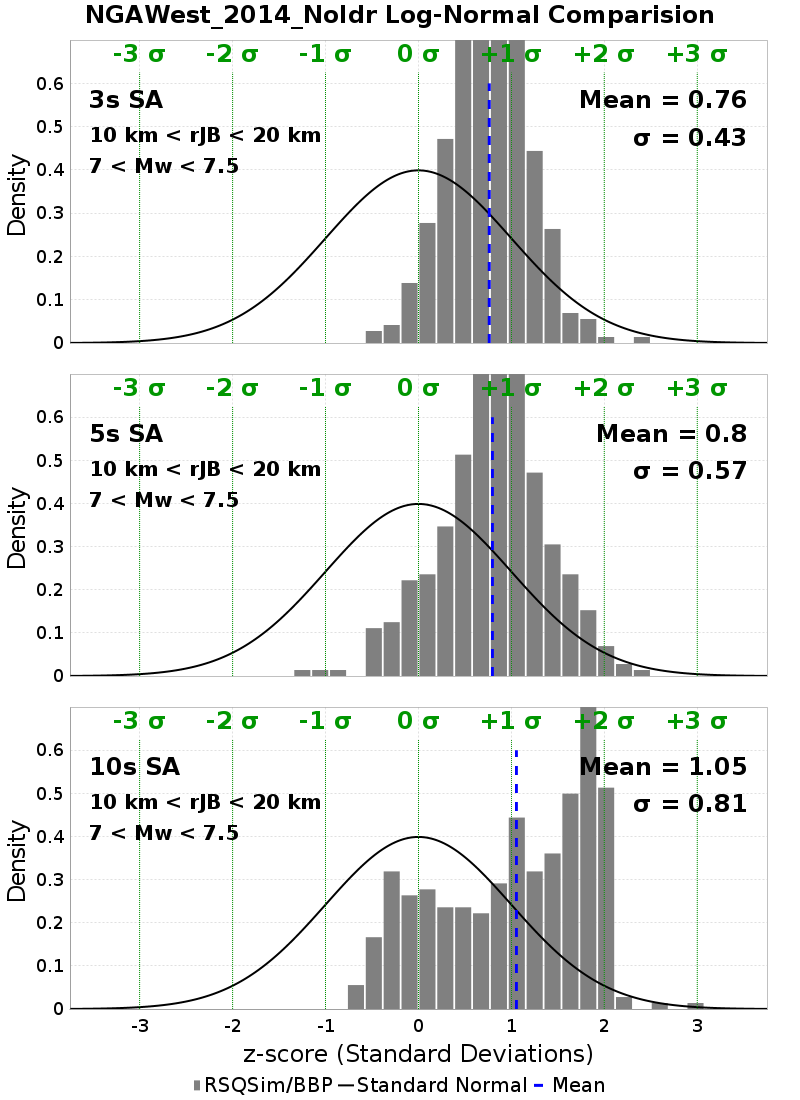 NGAWest_2014_NoIdr Log-Normal Comparision
-3 σ -2 σ -1 σ 0 σ +1 σ +2 σ +3 σ
3s SA Mean = 0.76
10 km < rJB < 20 km σ = 0.43
7 < Mw < 7.5
0.6
0.5
0.4
0.3
0.2
0.1
0
Density
-3 σ -2 σ -1 σ 0 σ +1 σ +2 σ +3 σ
5s SA Mean = 0.8
10 km < rJB < 20 km σ = 0.57
7 < Mw < 7.5
0.6
0.5
0.4
0.3
0.2
0.1
0
Density
-3 σ -2 σ -1 σ 0 σ +1 σ +2 σ +3 σ
10s SA Mean = 1.05
10 km < rJB < 20 km σ = 0.81
7 < Mw < 7.5
0.6
0.5
0.4
0.3
0.2
0.1
0
Density
-3 -2 -1 0 1 2 3
z-score (Standard Deviations)
RSQSim/BBP Standard Normal Mean